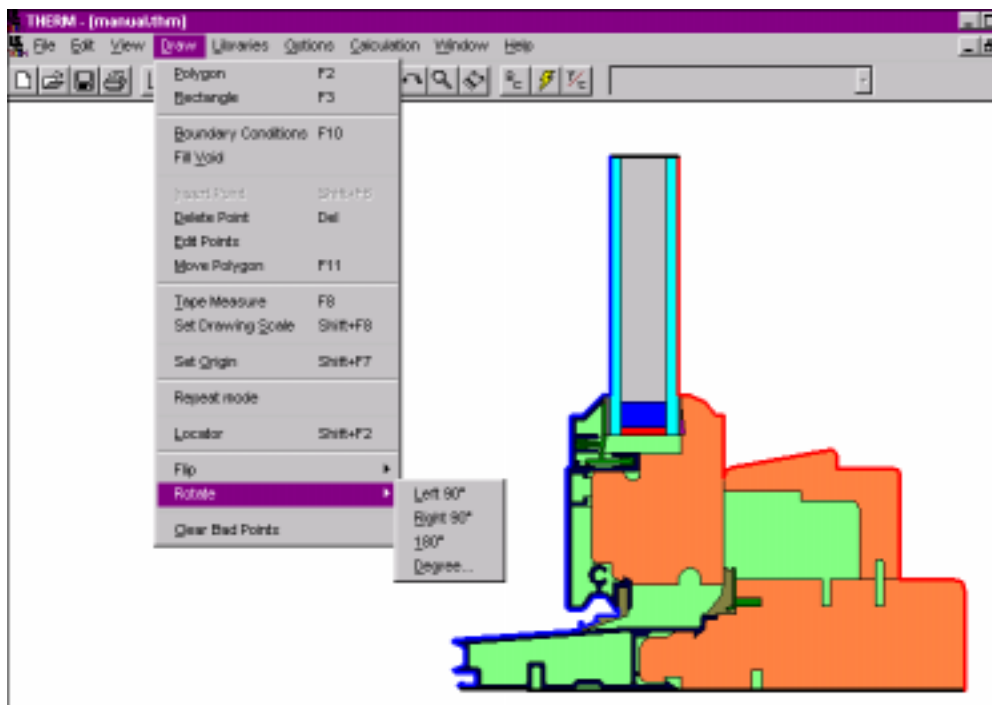 THERM - [manual.thm]
File Edit View Draw Libraries Options Calculation Window Help
Polygon F2
Rectangle F3
Boundary Conditions F10
Fill Void
Insert Point Shift+F6
Delete Point Del
Edit Points
Move Polygon F11
Tape Measure F8
Set Drawing Scale Shift+F8
Set Origin Shift+F7
Repeat mode
Locator Shift+F2
Flip
Rotate
Left 90°
Right 90°
180°
Degree...
Clear Bad Points